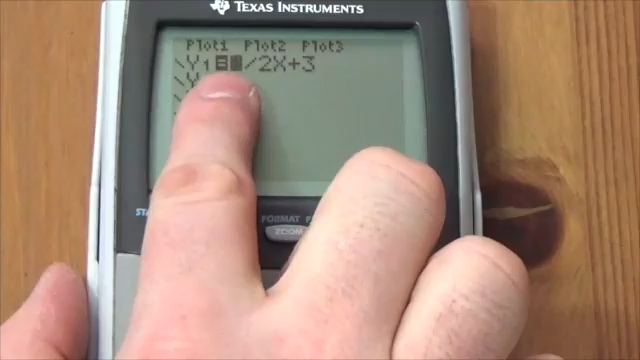 TEXAS INSTRUMENTS
Plot1 Plot2 Plot3
\Y1=/2X+3
\Y
FORMAT
ZOOM